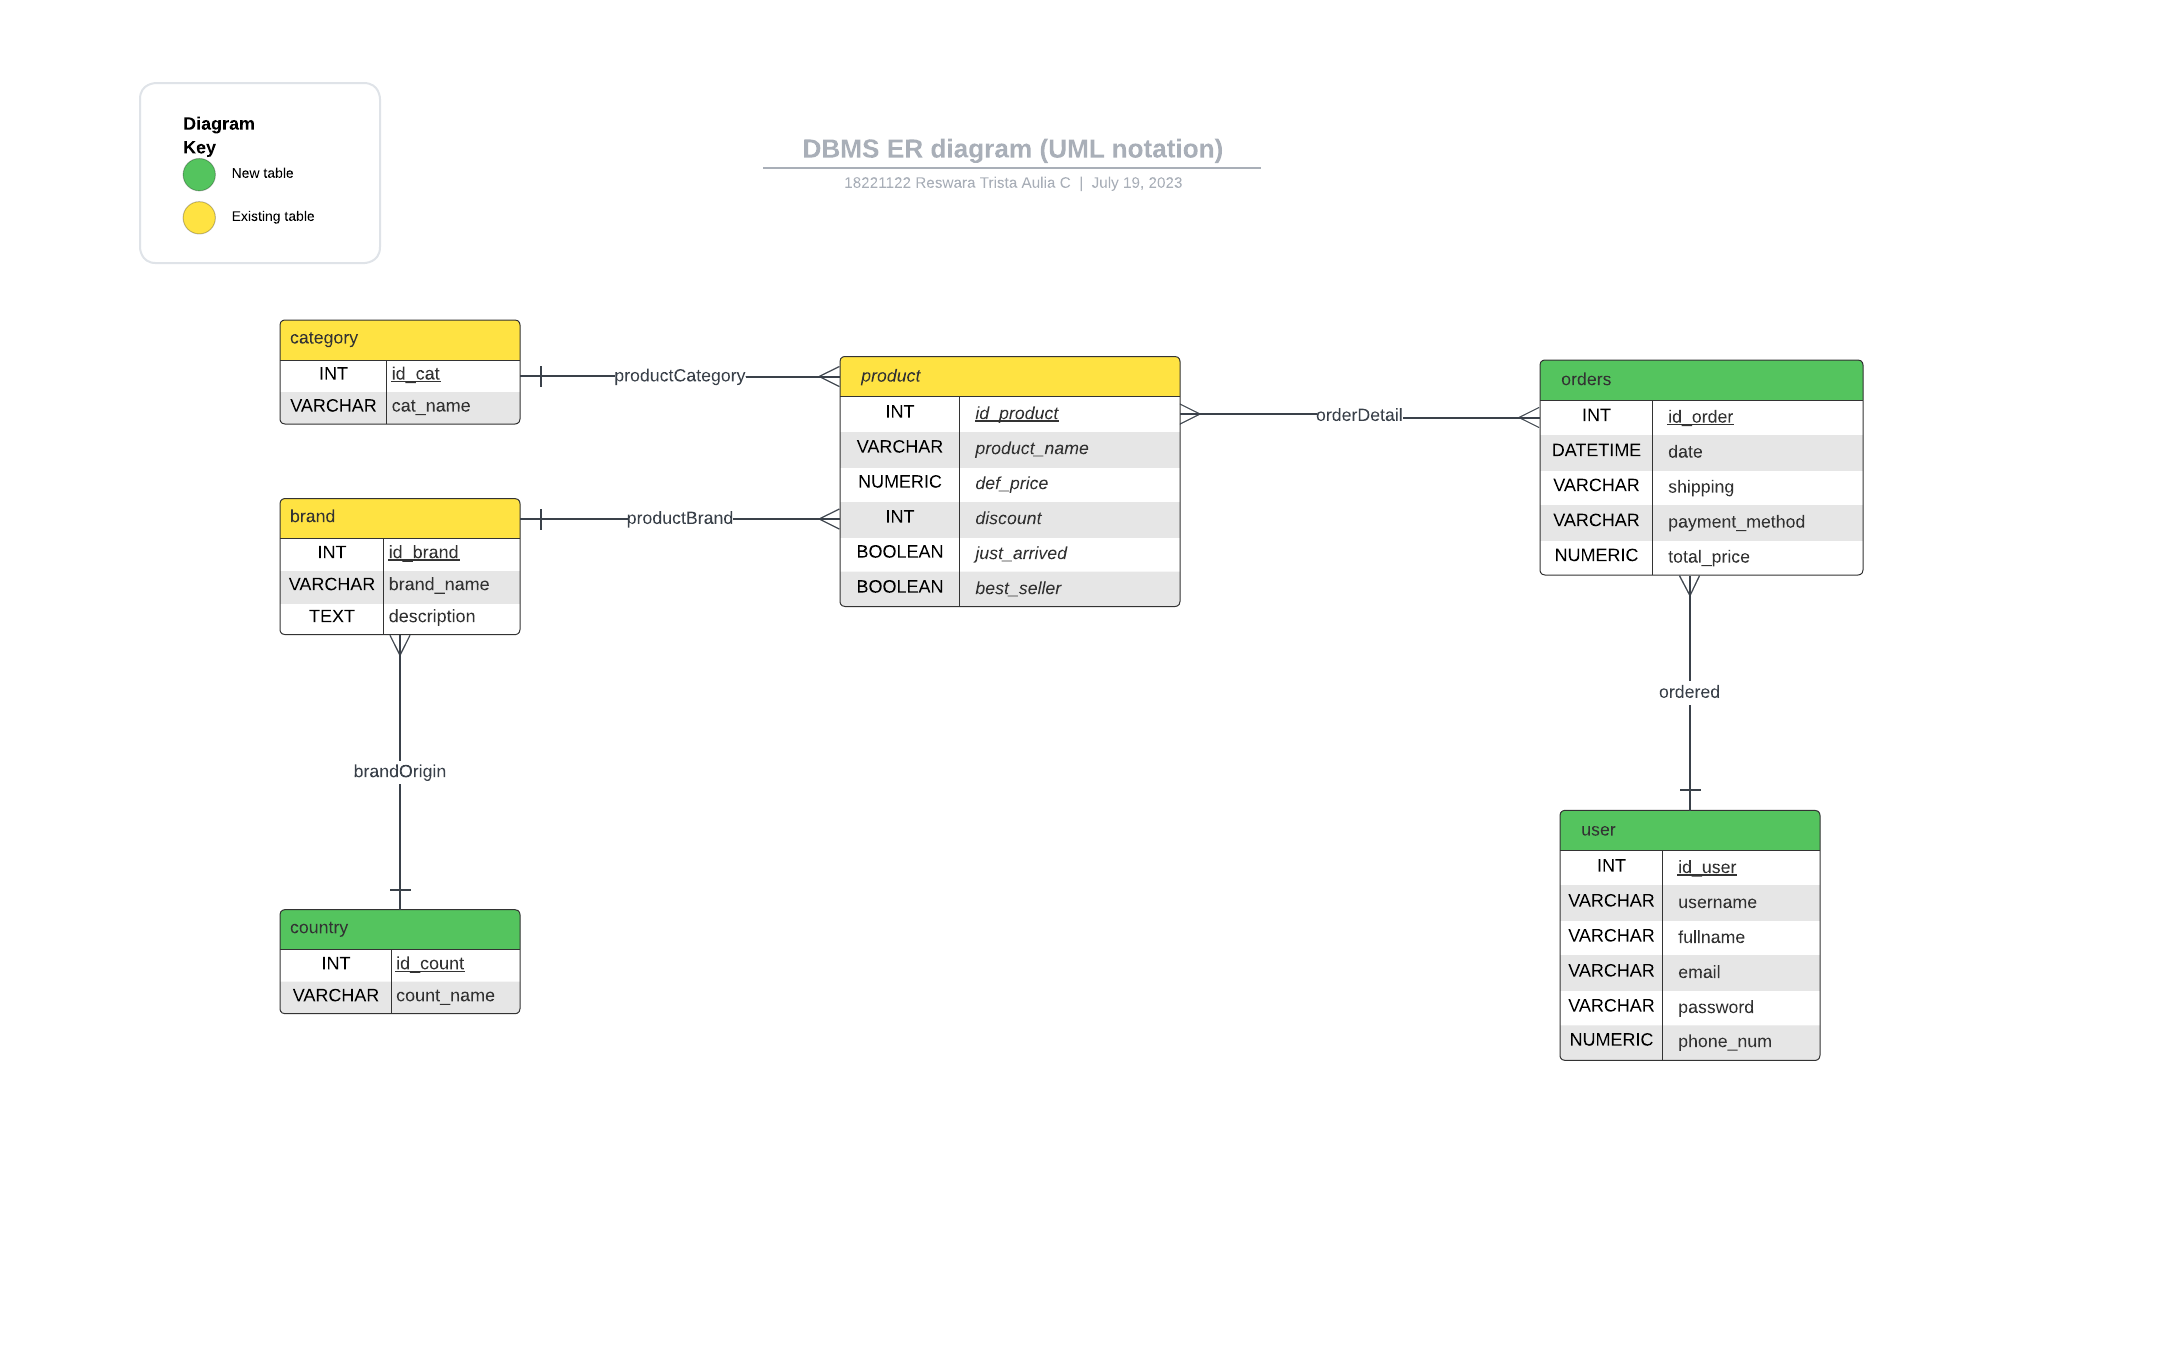 Diagram
Key
New table
Existing table
DBMS ER diagram (UML notation)
18221122 Reswara Trista Aulia C | July 19, 2023
category
INT id_cat
VARCHAR cat_name
productCategory
product
INT id_product
VARCHAR product_name
NUMERIC def_price
INT discount
BOOLEAN just_arrived
BOOLEAN best_seller
orderDetail
orders
INT id_order
DATETIME date
VARCHAR shipping
VARCHAR payment_method
NUMERIC total_price
brand
INT id_brand
VARCHAR brand_name
TEXT description
productBrand
ordered
brandOrigin
user
INT id_user
VARCHAR username
VARCHAR fullname
VARCHAR email
VARCHAR password
NUMERIC phone_num
country
INT id_count
VARCHAR count_name